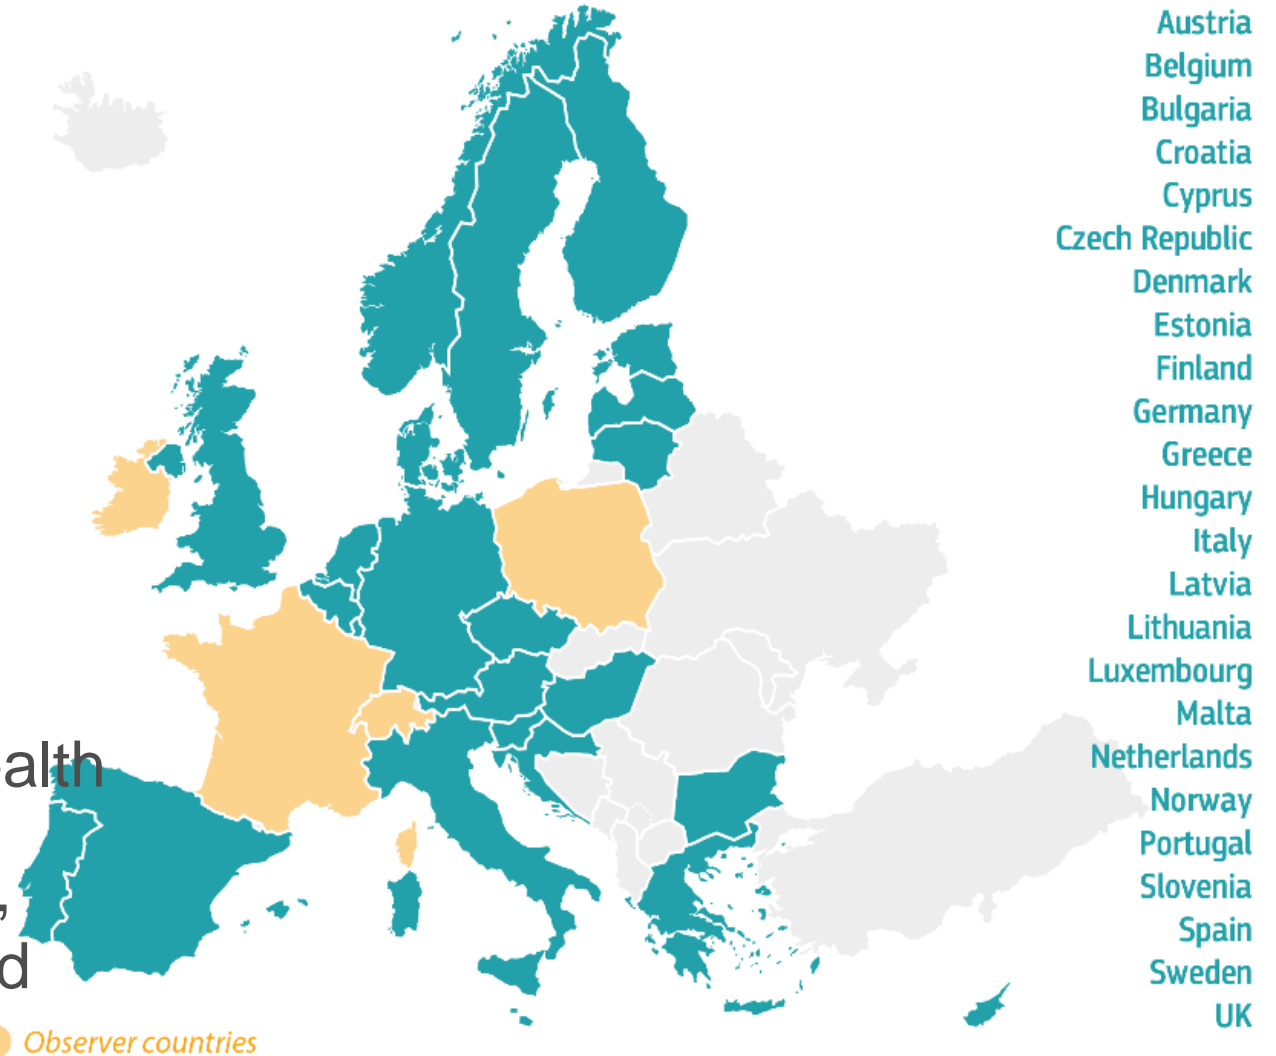 Austria
Belgium
Bulgaria
Croatia
Cyprus
Czech Republic
Denmark
Estonia
Finland
Germany
Greece
Hungary
Italy
Latvia
Lithuania
Luxembourg
Malta
Netherlands
Norway
Portugal
Slovenia
Spain
Sweden
UK
Observer countries